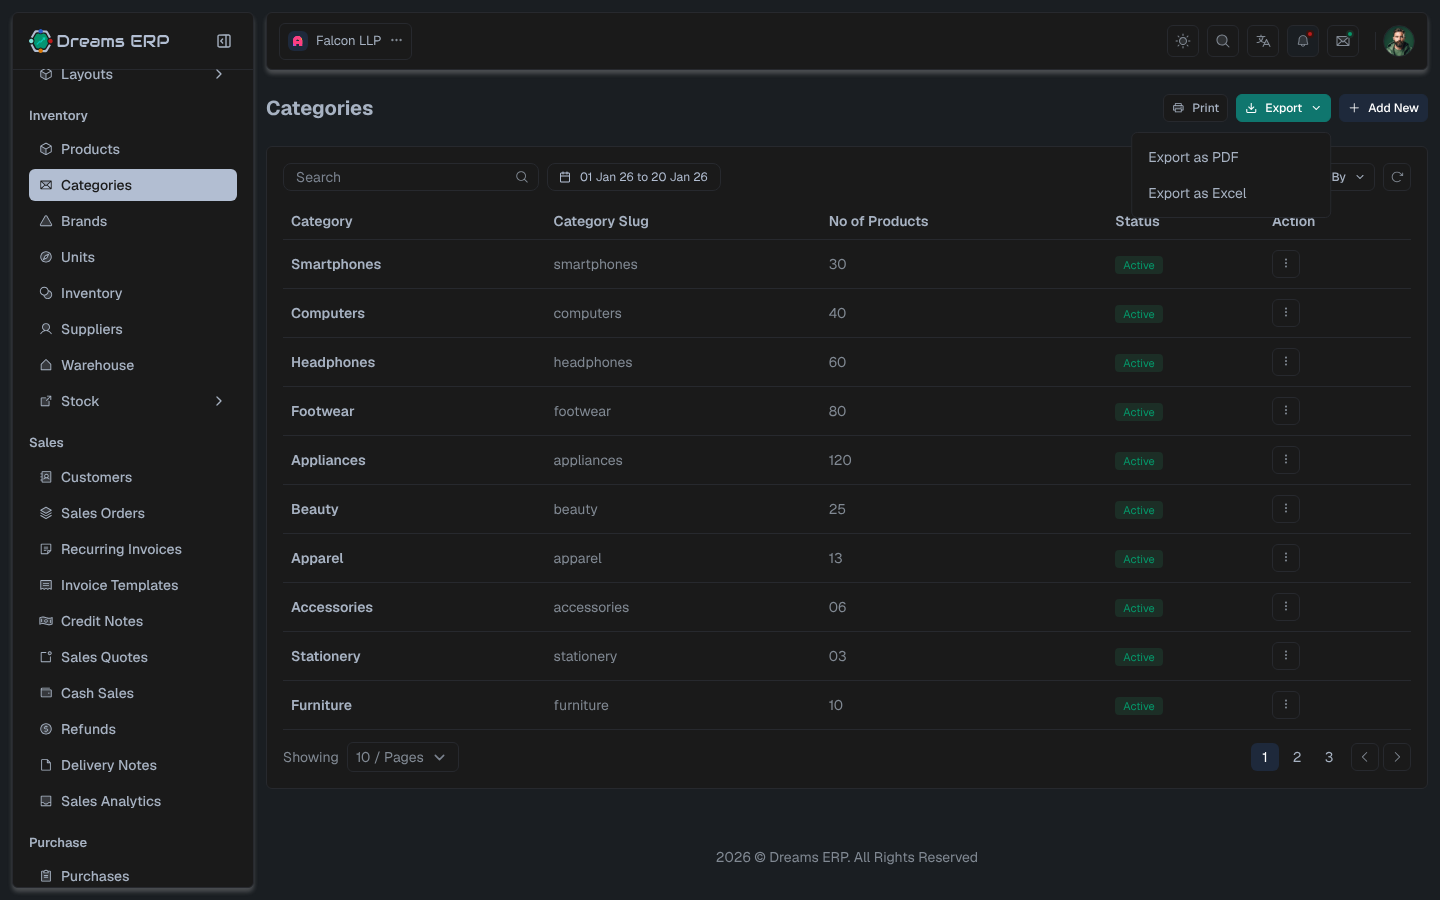 Dreams ERP
Falcon LLP
Layouts
Inventory
Products
Categories
Brands
Units
Inventory
Suppliers
Warehouse
Stock
Sales
Customers
Sales Orders
Recurring Invoices
Invoice Templates
Credit Notes
Sales Quotes
Cash Sales
Refunds
Delivery Notes
Sales Analytics
Purchase
Purchases
Categories
Print
Export
Add New
Export as PDF
Export as Excel
Search
01 Jan 26 to 20 Jan 26
By
Category Category Slug No of Products Status Action
Smartphones smartphones 30 Active
Computers computers 40 Active
Headphones headphones 60 Active
Footwear footwear 80 Active
Appliances appliances 120 Active
Beauty beauty 25 Active
Apparel apparel 13 Active
Accessories accessories 06 Active
Stationery stationery 03 Active
Furniture furniture 10 Active
Showing 10 / Pages
1 2 3
2026 © Dreams ERP. All Rights Reserved